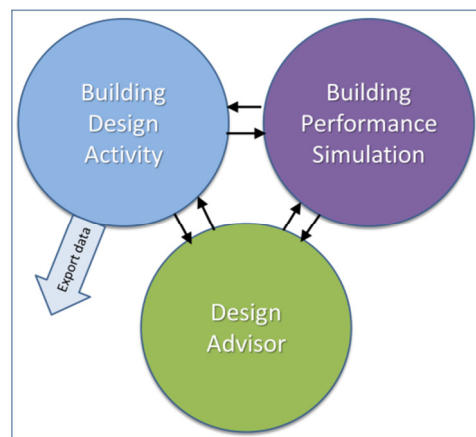 Building
Design
Activity
Building
Performance
Simulation
Export data
Design
Advisor